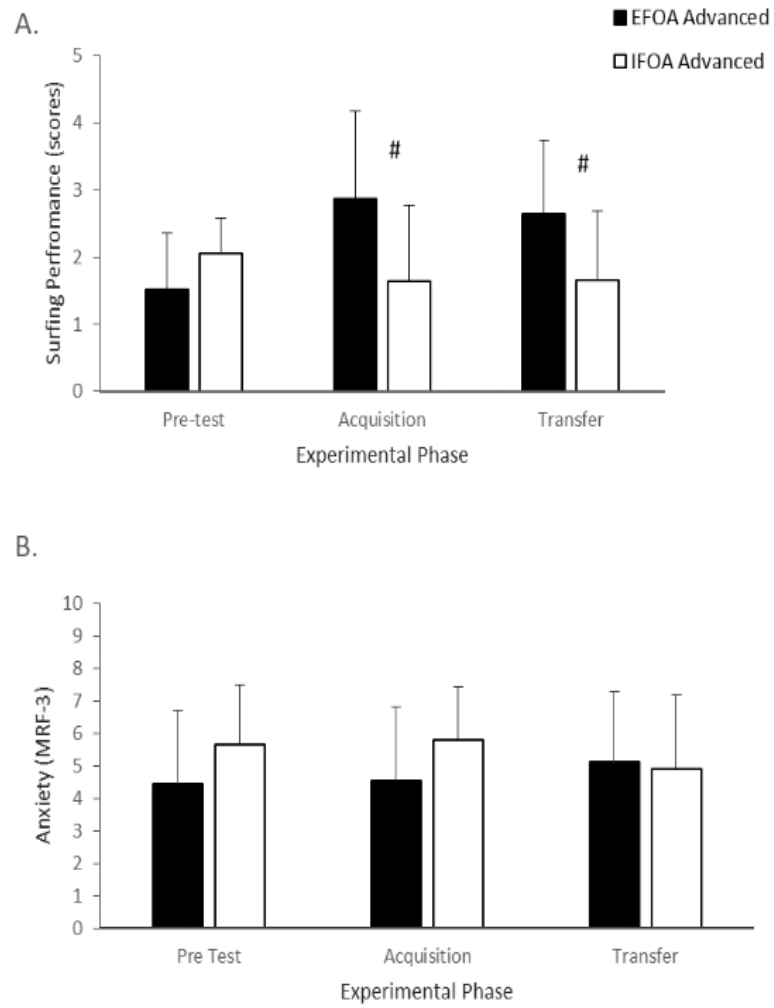 A.
EFOA Advanced
IFOA Advanced
Surfing Perfromance (scores)
5
4
3
2
1
0
#
#
Pre-test Acquisition Transfer
Experimental Phase
B.
Anxiety (MRF-3)
10
9
8
7
6
5
4
3
2
1
0
Pre Test Acquisition Transfer
Experimental Phase